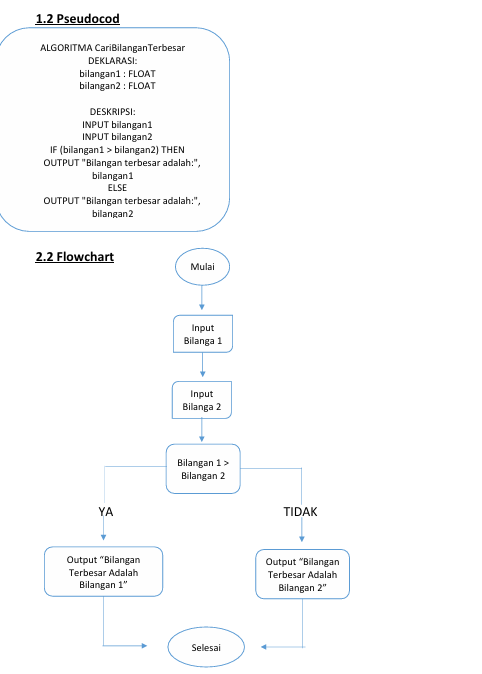 1.2 Pseudocod
ALGORITMA CariBilanganTerbesar
DEKLARASI:
bilangan1 : FLOAT
bilangan2 : FLOAT
DESKRIPSI:
INPUT bilangan1
INPUT bilangan2
IF (bilangan1 > bilangan2) THEN
OUTPUT "Bilangan terbesar adalah:",
bilangan1
ELSE
OUTPUT "Bilangan terbesar adalah:",
bilangan2
2.2 Flowchart
Mulai
Input
Bilanga 1
Input
Bilanga 2
Bilangan 1 >
Bilangan 2
YA
TIDAK
Output “Bilangan
Terbesar Adalah
Bilangan 1”
Output “Bilangan
Terbesar Adalah
Bilangan 2”
Selesai